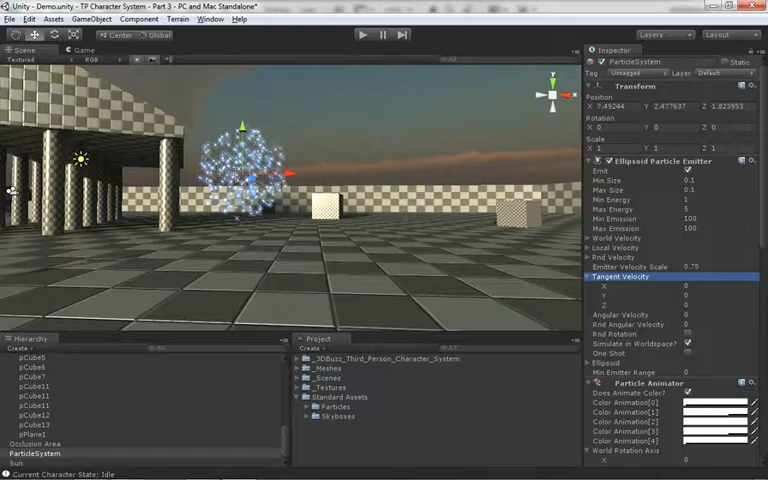 Unity - Demo.unity - TP Character System - Part 3 - PC and Mac Standalone*
File Edit Assets GameObject Component Terrain Window Help
Center Global
Layers Layout
Scene Game
Textured RGB All
y
x
Inspector
ParticleSystem Static
Tag Untagged Layer Default
Transform
Position
X 7.49244 Y 2.477637 Z 1.823953
Rotation
X 0 Y 0 Z 0
Scale
X 1 Y 1 Z 1
Ellipsoid Particle Emitter
Emit
Min Size 0.1
Max Size 0.1
Min Energy 1
Max Energy 5
Min Emission 100
Max Emission 100
World Velocity
Local Velocity
Rnd Velocity
Emitter Velocity Scale 0.75
Tangent Velocity
X 0
Y 0
Z 0
Angular Velocity 0
Rnd Angular Velocity 0
Rnd Rotation
Simulate in Worldspace?
One Shot
Ellipsoid
Min Emitter Range 0
Particle Animator
Does Animate Color?
Color Animation[0]
Color Animation[1]
Color Animation[2]
Color Animation[3]
Color Animation[4]
World Rotation Axis
X 0
Hierarchy
Create All
pCube5
pCube6
pCube7
pCube11
pCube11
pCube11
pCube12
pCube13
pPlane1
Occlusion Area
ParticleSystem
Sun
Project
Create All
_3DBuzz_Third_Person_Character_System
_Meshes
_Scenes
_Textures
Standard Assets
Particles
Skyboxes
Current Character State: Idle